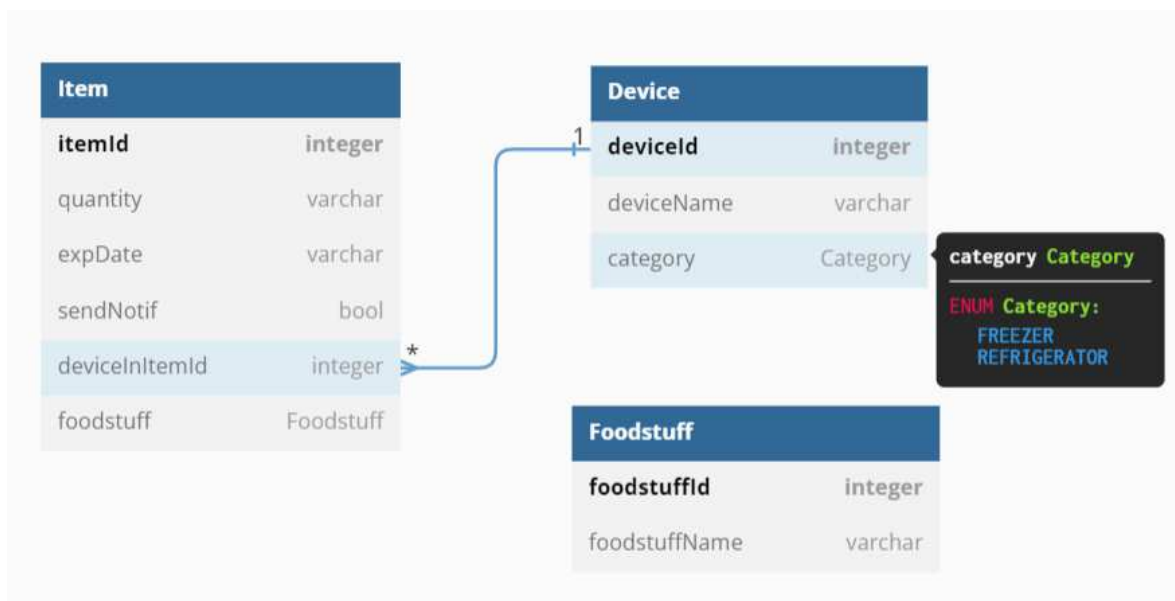 Item
itemId integer
quantity varchar
expDate varchar
sendNotif bool
deviceInItemId integer
foodstuff Foodstuff
*
1
Device
deviceId integer
deviceName varchar
category Category
category Category
ENUM Category:
FREEZER
REFRIGERATOR
Foodstuff
foodstuffId integer
foodstuffName varchar